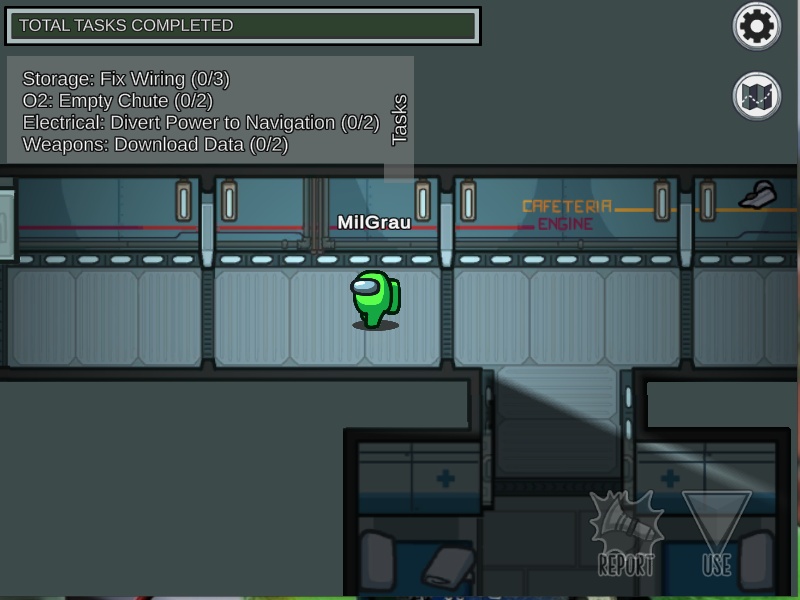 TOTAL TASKS COMPLETED
Storage: Fix Wiring (0/3)
O2: Empty Chute (0/2)
Electrical: Divert Power to Navigation (0/2)
Weapons: Download Data (0/2)
Tasks
MilGrau
CAFETERIA
ENGINE
REPORT
USE